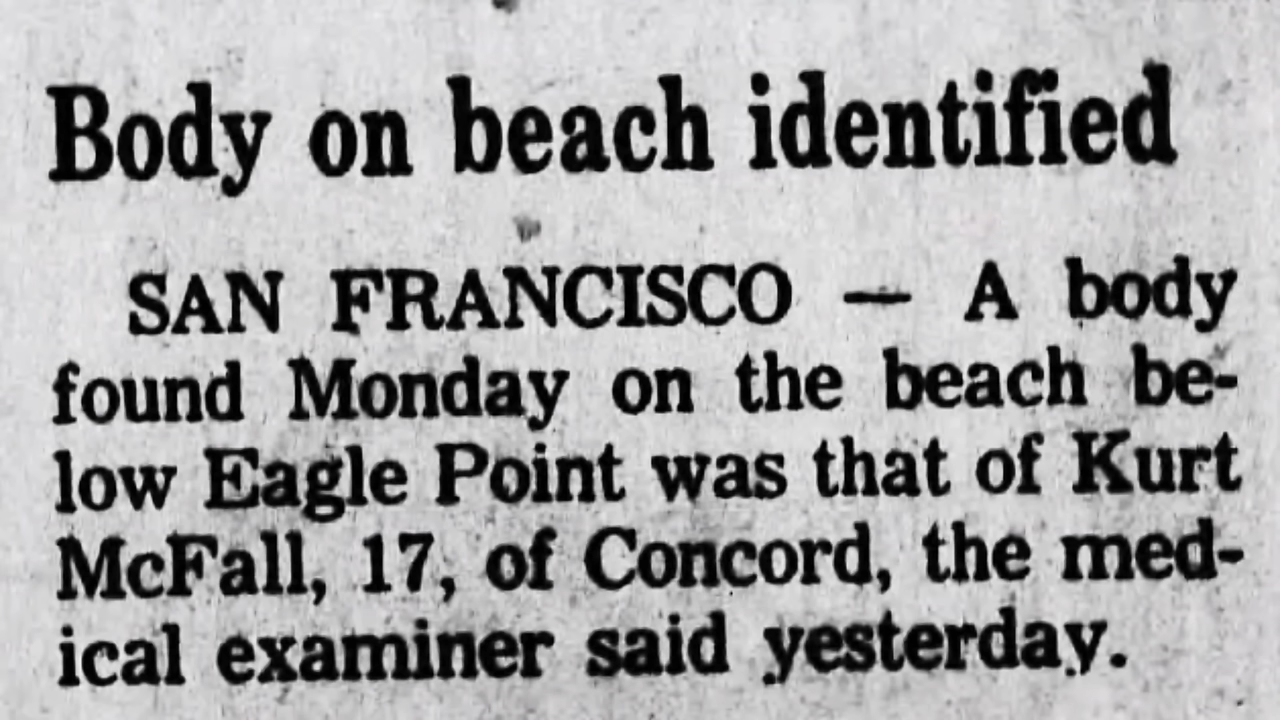 Body on beach identified
SAN FRANCISCO — A body
found Monday on the beach be-
low Eagle Point was that of Kurt
McFall, 17, of Concord, the med-
ical examiner said yesterday.